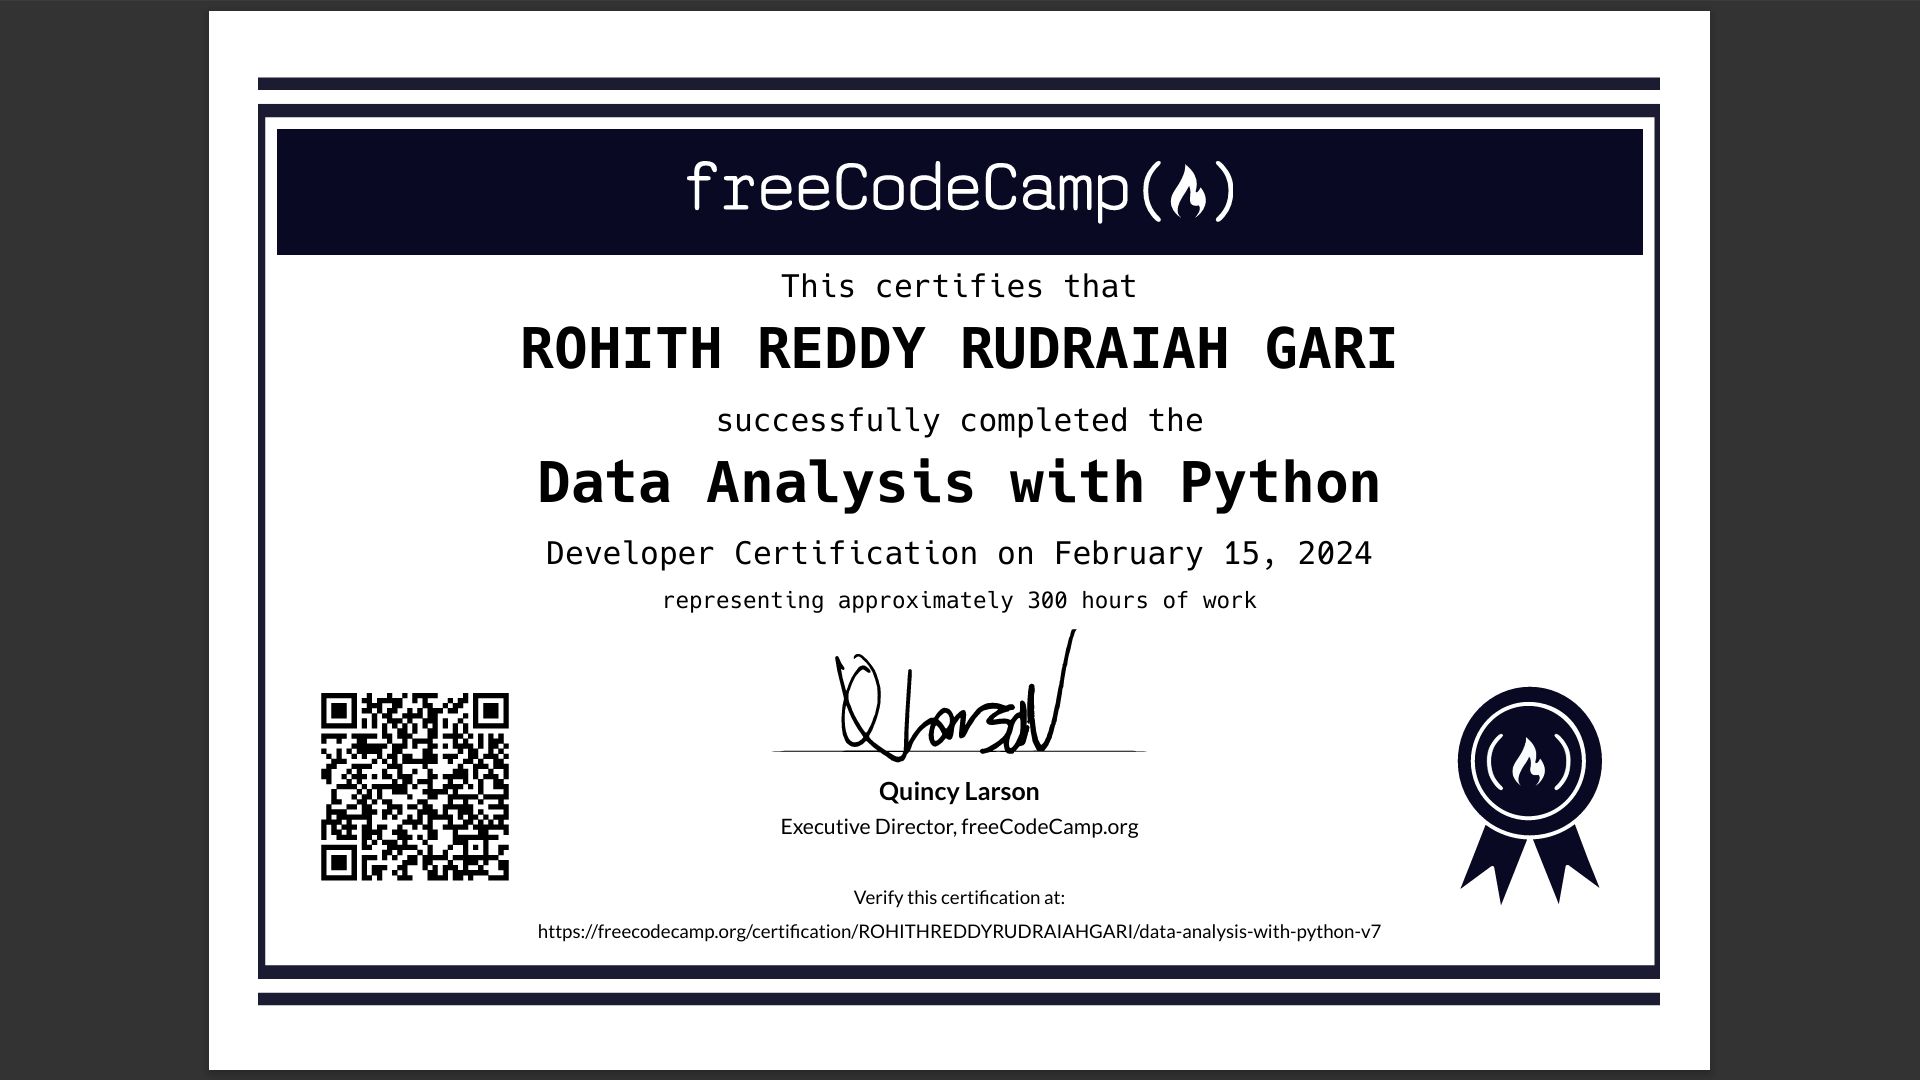 freeCodeCamp
This certifies that
ROHITH REDDY RUDRAIAH GARI
successfully completed the
Data Analysis with Python
Developer Certification on February 15, 2024
representing approximately 300 hours of work
Q Larson
Quincy Larson
Executive Director, freeCodeCamp.org
Verify this certification at:
https://freecodecamp.org/certification/ROHITHREDDYRUDRAIAHGARI/data-analysis-with-python-v7